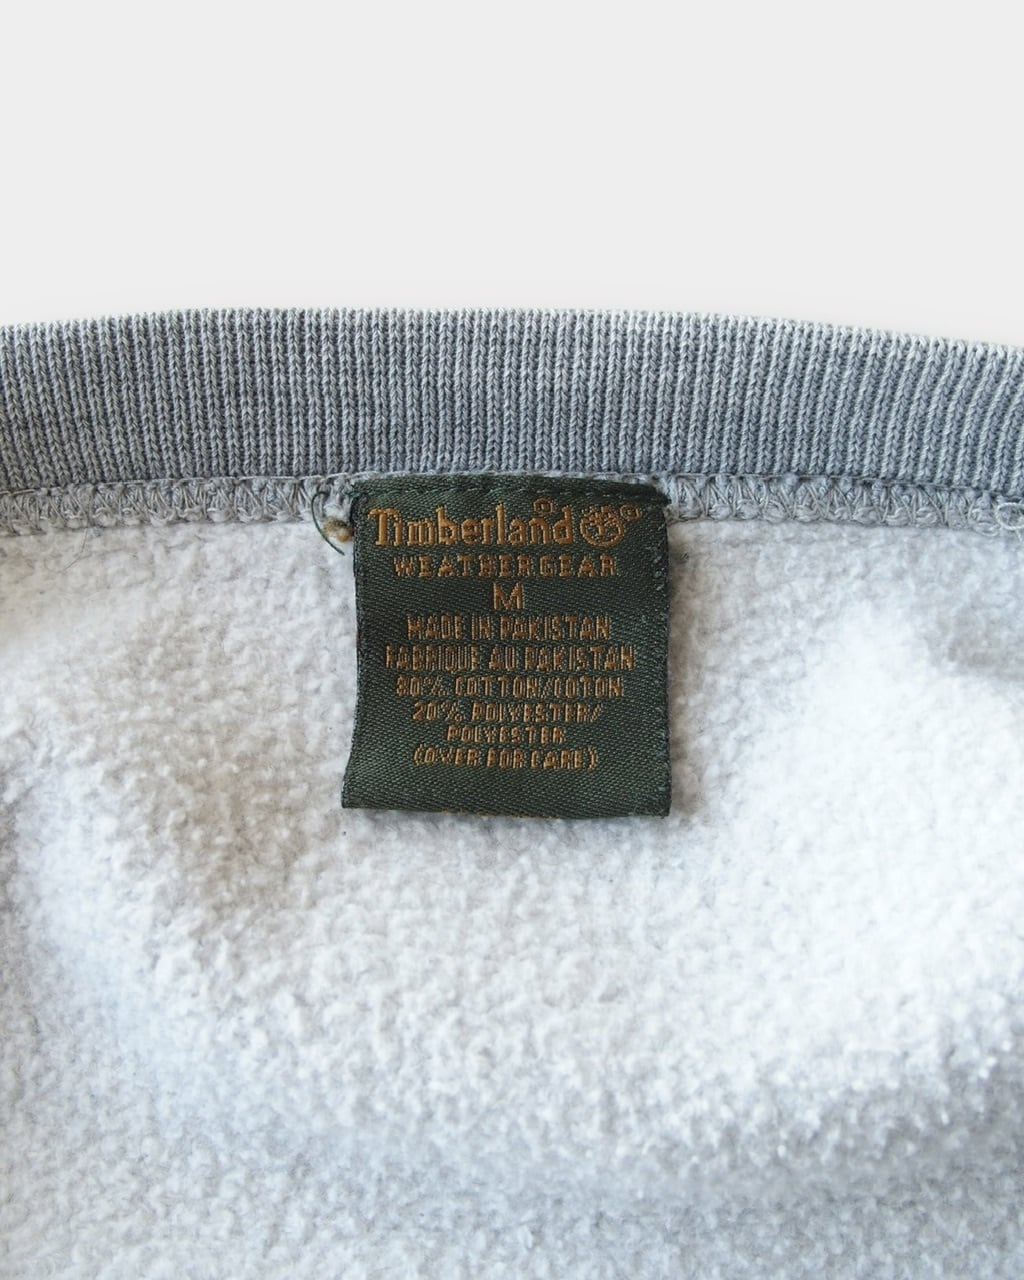 Timberland ®
WEATHERGEAR
M
MADE IN PAKISTAN
FABRIQUE AU PAKISTAN
80% COTTON/COTON
20% POLYESTER/
POLYESTER
(OVER FOR CARE)